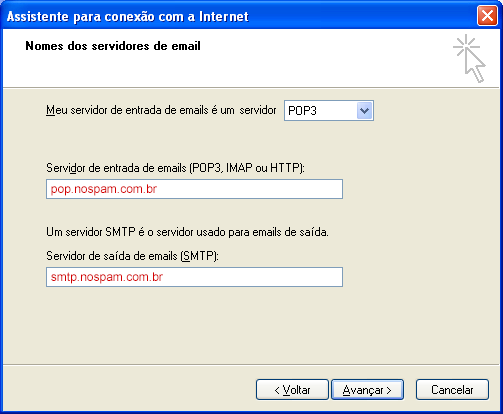 Assistente para conexão com a Internet
Nomes dos servidores de email
Meu servidor de entrada de emails é um servidor POP3
Servidor de entrada de emails (POP3, IMAP ou HTTP):
pop.nospam.com.br
Um servidor SMTP é o servidor usado para emails de saída.
Servidor de saída de emails (SMTP):
smtp.nospam.com.br
< Voltar Avançar > Cancelar